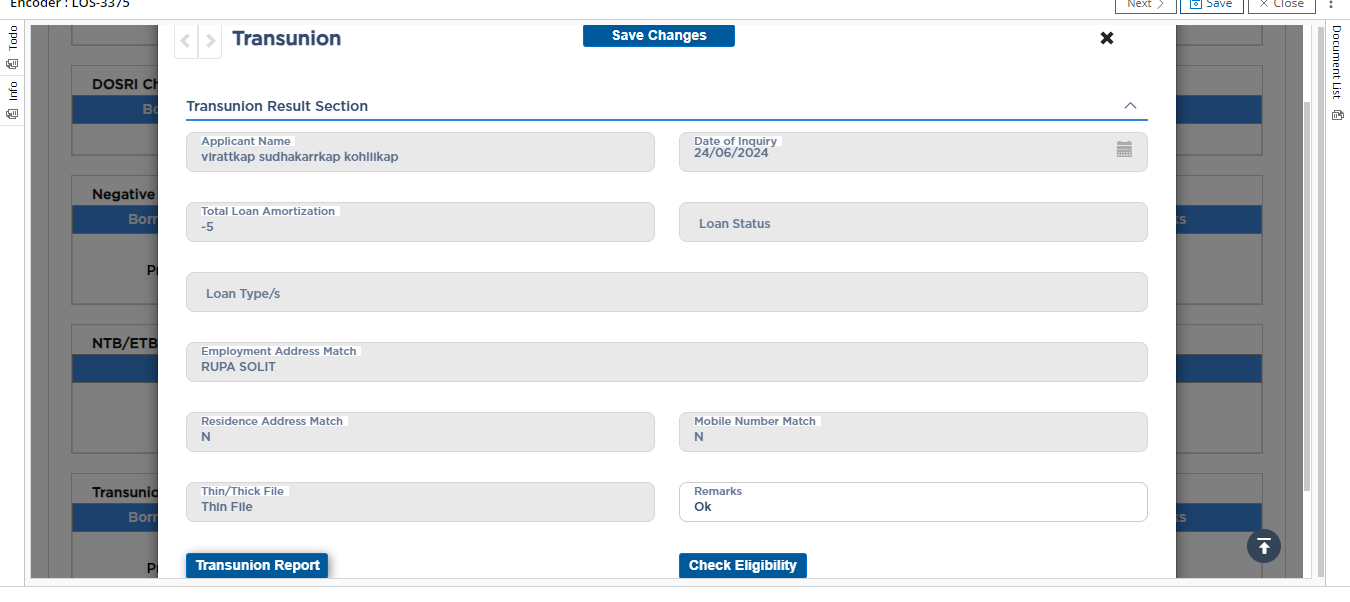 Encoder : LOS-3375
Next
Save
Close
Todo
Info
Document List
Transunion
Save Changes
DOSRI Ch
Bo
Negative
Borr
Pr
NTB/ETB
Transunio
Borr
Pr
ks
ks
Transunion Result Section
Applicant Name
virattkap sudhakarrkap kohliikap
Date of Inquiry
24/06/2024
Total Loan Amortization
-5
Loan Status
Loan Type/s
Employment Address Match
RUPA SOLIT
Residence Address Match
N
Mobile Number Match
N
Thin/Thick File
Thin File
Remarks
Ok
Transunion Report
Check Eligibility